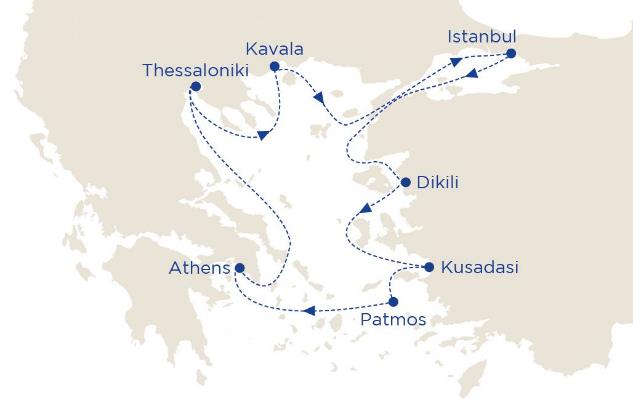 Istanbul
Kavala
Thessaloniki
Dikili
Athens
Kusadasi
Patmos